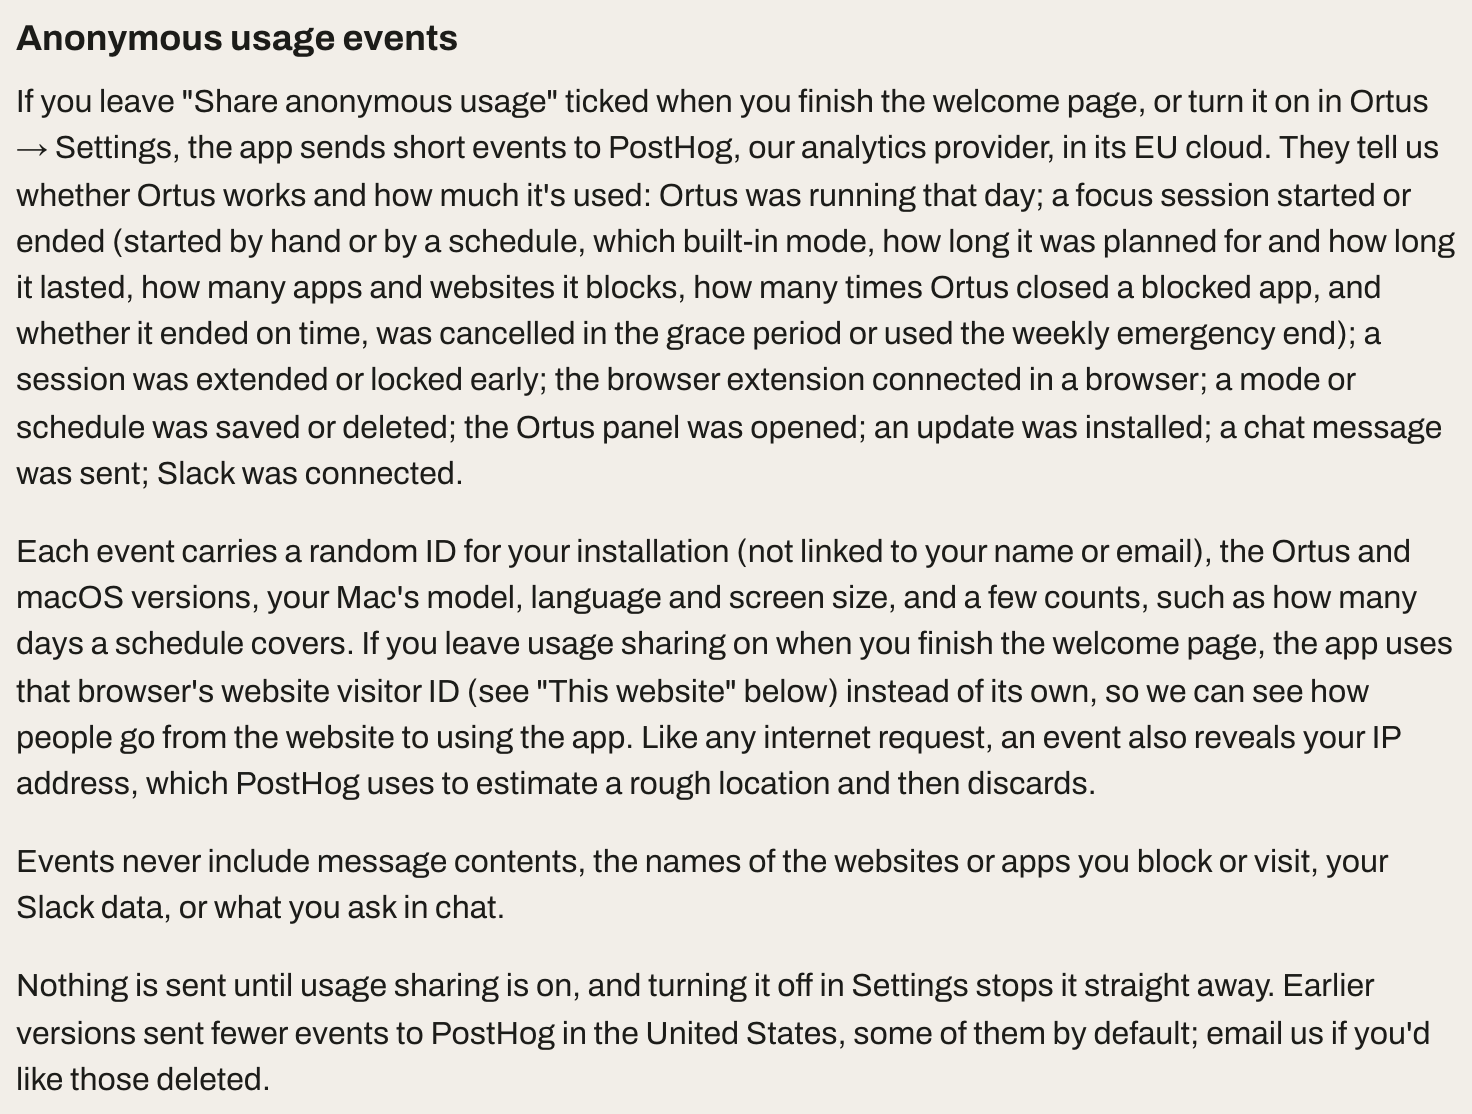 Anonymous usage events
If you leave "Share anonymous usage" ticked when you finish the welcome page, or turn it on in Ortus
→ Settings, the app sends short events to PostHog, our analytics provider, in its EU cloud. They tell us
whether Ortus works and how much it's used: Ortus was running that day; a focus session started or
ended (started by hand or by a schedule, which built-in mode, how long it was planned for and how long
it lasted, how many apps and websites it blocks, how many times Ortus closed a blocked app, and
whether it ended on time, was cancelled in the grace period or used the weekly emergency end); a
session was extended or locked early; the browser extension connected in a browser; a mode or
schedule was saved or deleted; the Ortus panel was opened; an update was installed; a chat message
was sent; Slack was connected.
Each event carries a random ID for your installation (not linked to your name or email), the Ortus and
macOS versions, your Mac's model, language and screen size, and a few counts, such as how many
days a schedule covers. If you leave usage sharing on when you finish the welcome page, the app uses
that browser's website visitor ID (see "This website" below) instead of its own, so we can see how
people go from the website to using the app. Like any internet request, an event also reveals your IP
address, which PostHog uses to estimate a rough location and then discards.
Events never include message contents, the names of the websites or apps you block or visit, your
Slack data, or what you ask in chat.
Nothing is sent until usage sharing is on, and turning it off in Settings stops it straight away. Earlier
versions sent fewer events to PostHog in the United States, some of them by default; email us if you'd
like those deleted.